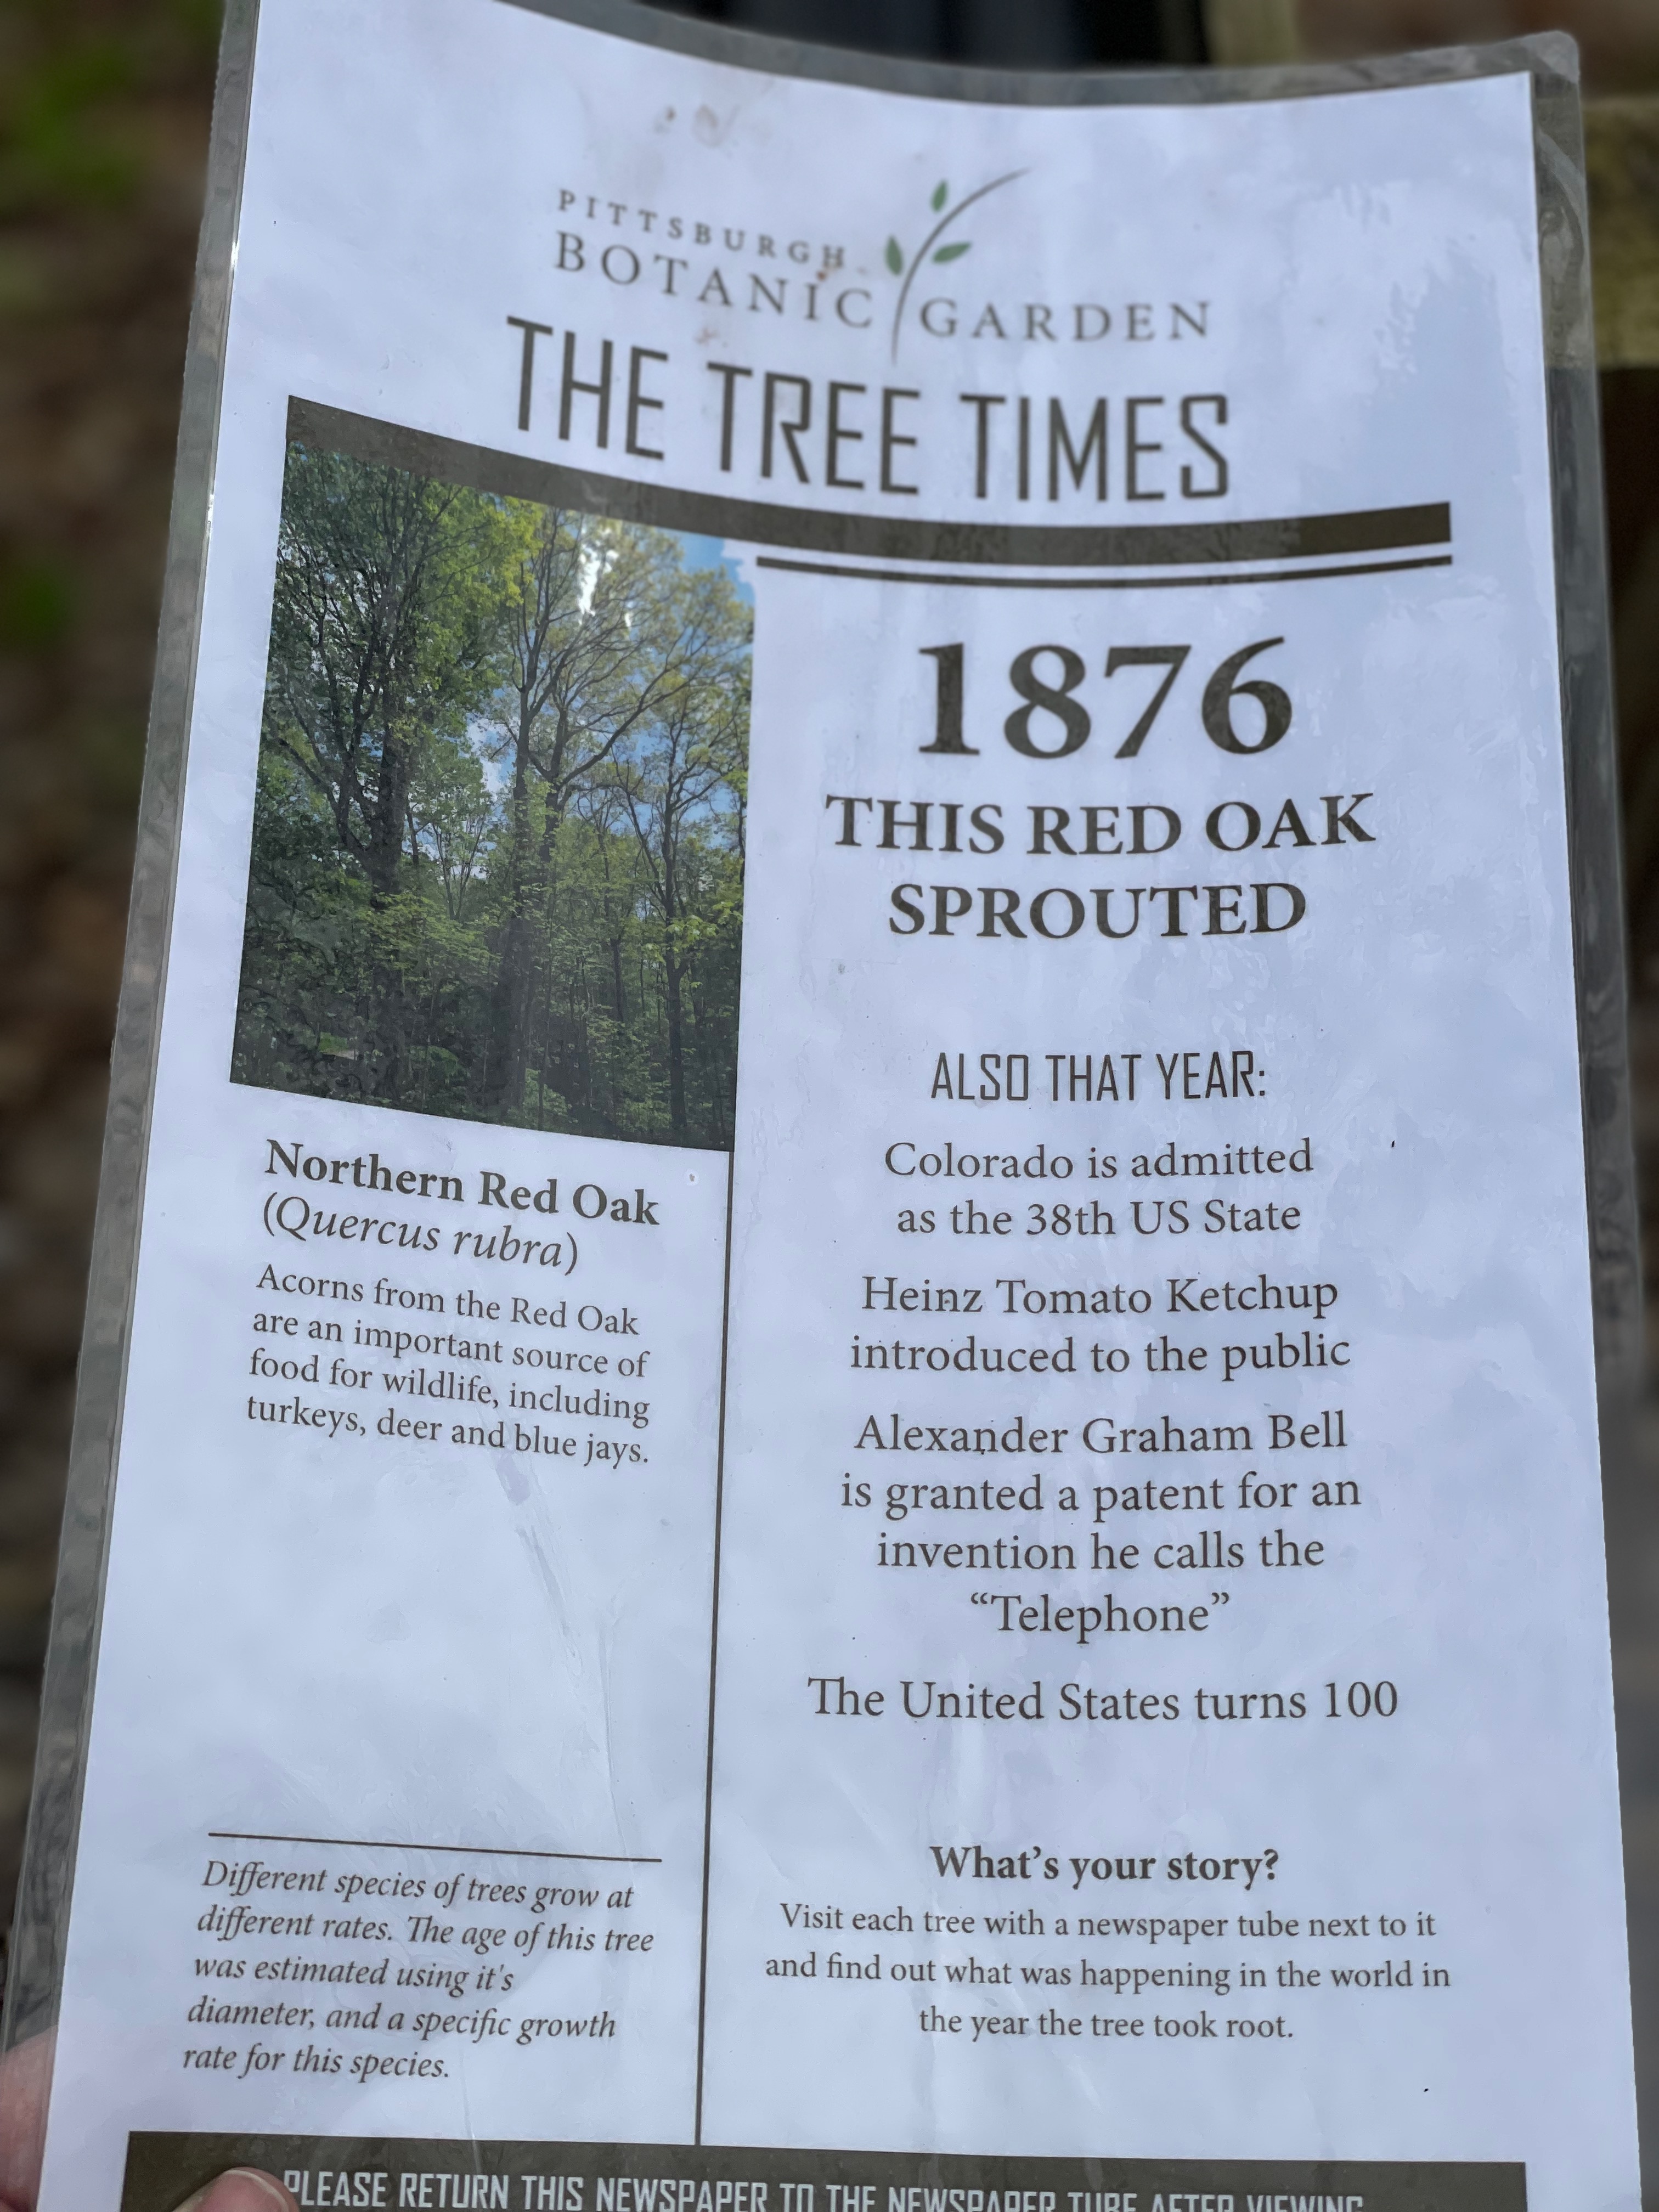 PITTSBURGH
BOTANIC GARDEN
THE TREE TIMES
Northern Red Oak
(Quercus rubra)
Acorns from the Red Oak
are an important source of
food for wildlife, including
turkeys, deer and blue jays.
Different species of trees grow at
different rates. The age of this tree
was estimated using it's
diameter, and a specific growth
rate for this species.
1876
THIS RED OAK
SPROUTED
ALSO THAT YEAR:
Colorado is admitted
as the 38th US State
Heinz Tomato Ketchup
introduced to the public
Alexander Graham Bell
is granted a patent for an
invention he calls the
“Telephone”
The United States turns 100
What’s your story?
Visit each tree with a newspaper tube next to it
and find out what was happening in the world in
the year the tree took root.
PLEASE RETURN THIS NEWSPAPER TO THE NEWSPAPER TUBE AFTER VIEWING